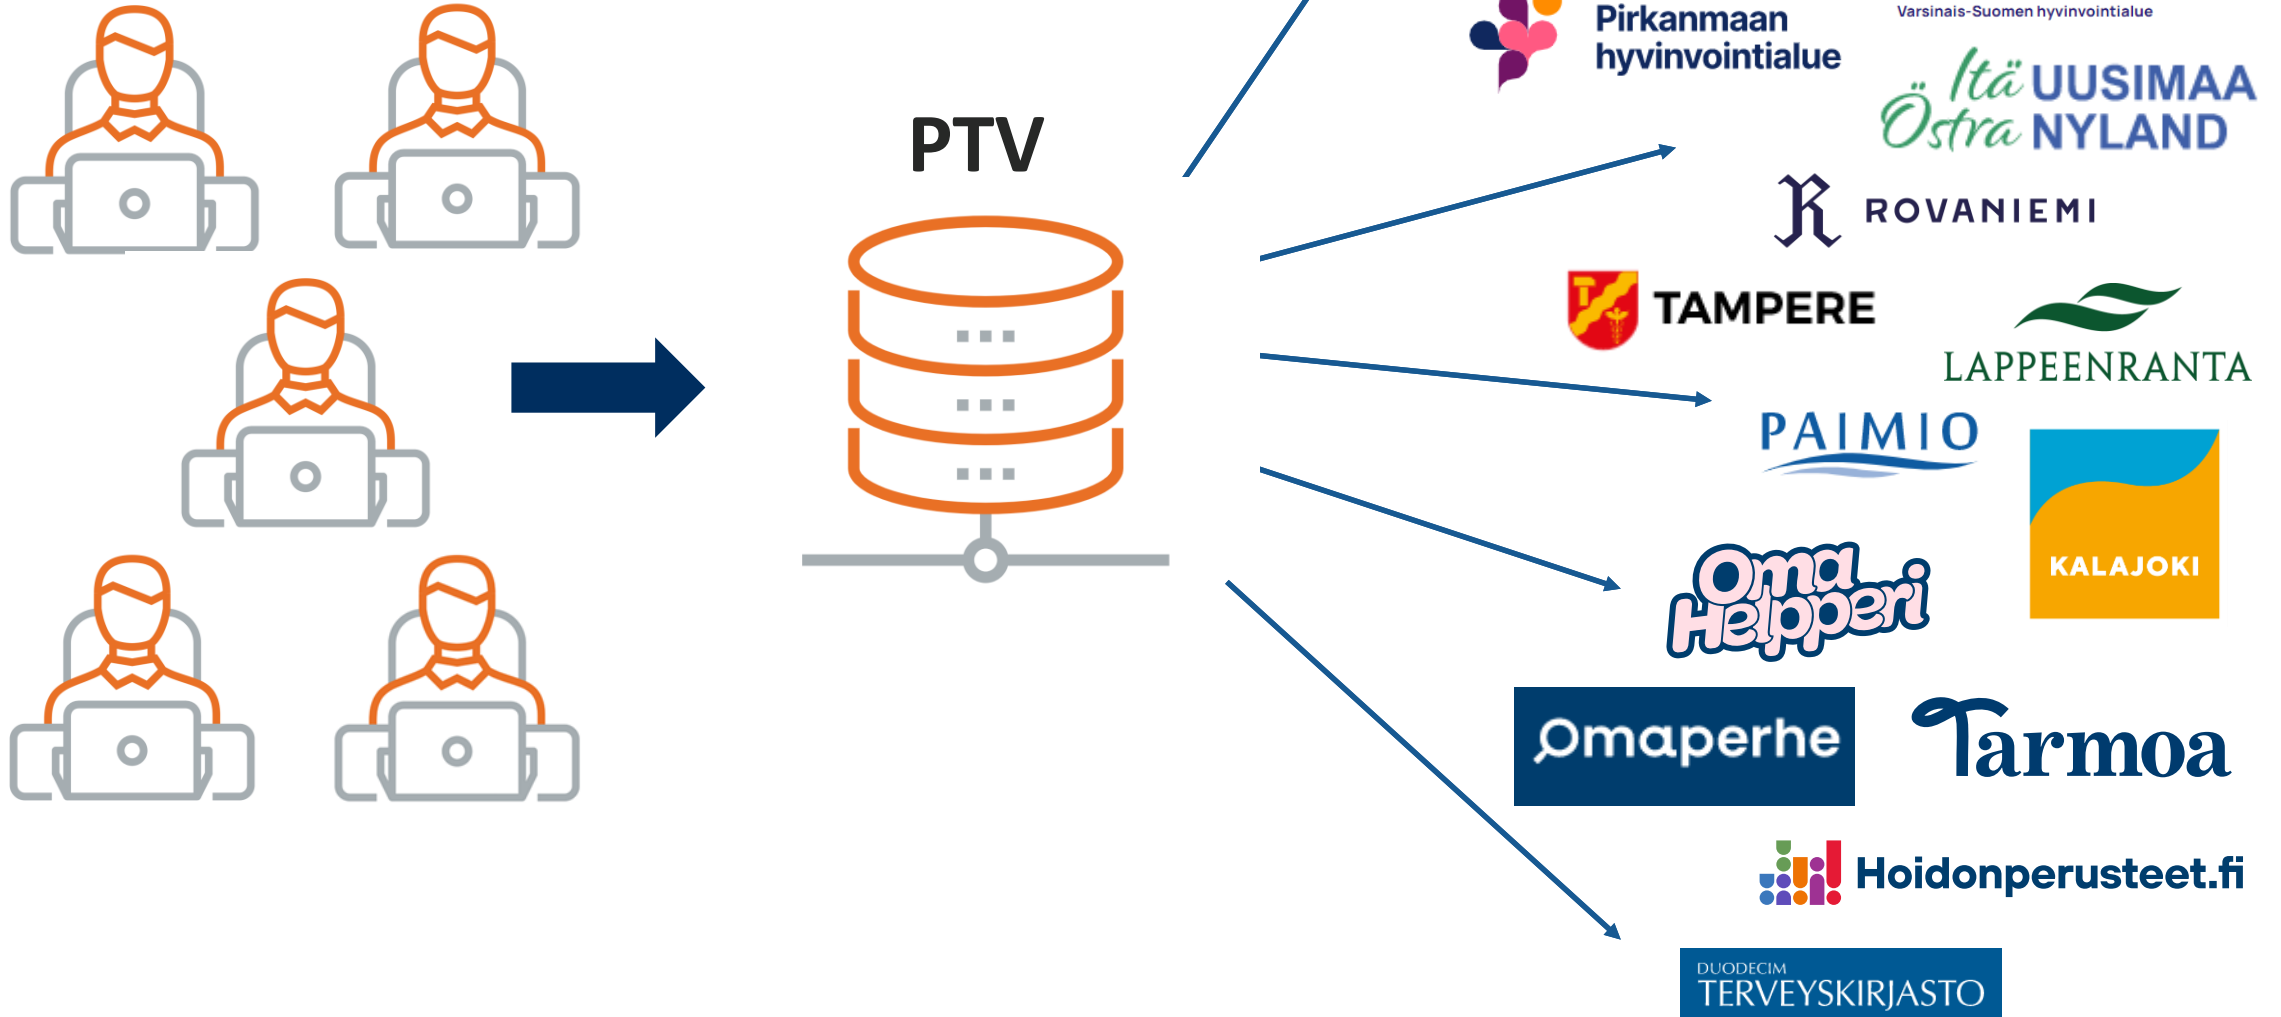 Pirkanmaan
hyvinvointialue
Varsinais-Suomen hyvinvointialue
Itä UUSIMAA
Östra NYLAND
PTV
ROVANIEMI
TAMPERE
LAPPEENRANTA
PAIMIO
KALAJOKI
Oma
Helpperi
Omaperhe
Tarmoa
Hoidonperusteet.fi
DUODECIM
TERVEYSKIRJASTO